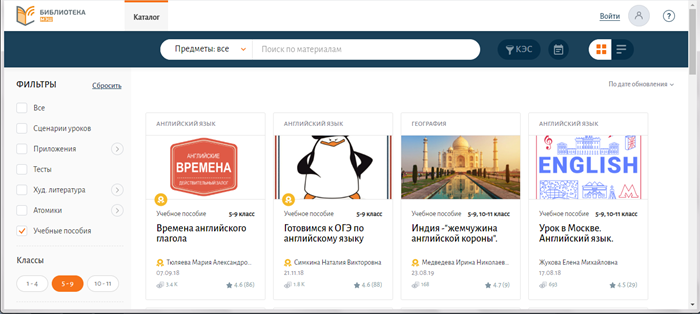 БИБЛИОТЕКА
МЭШ
Каталог
Войти
?
Предметы: все
Поиск по материалам
КЭС
ФИЛЬТРЫ
Сбросить
По дате обновления
Все
Сценарии уроков
Приложения
Тесты
Худ. литература
Атомики
Учебные пособия
Классы
1 - 4
5 - 9
10 - 11
АНГЛИЙСКИЙ ЯЗЫК
АНГЛИЙСКИЕ
ВРЕМЕНА
ДЕЙСТВИТЕЛЬНЫЙ ЗАЛОГ
Учебное пособие 5-9 класс
Времена английского
глагола
Тюляева Мария Александро...
07.09.18
3.4 K 4.6 (86)
АНГЛИЙСКИЙ ЯЗЫК
Учебное пособие 5-9 класс
Готовимся к ОГЭ по
английскому языку
Симкина Наталия Викторовна
21.11.18
1.8 K 4.6 (88)
ГЕОГРАФИЯ
Учебное пособие 5-9, 10-11 класс
Индия -"жемчужина
английской короны".
Медведева Ирина Николаев...
23.08.19
168 4.7 (9)
АНГЛИЙСКИЙ ЯЗЫК
ENGLISH
Учебное пособие 5-9, 10-11 класс
Урок в Москве.
Английский язык.
Жукова Елена Михайловна
17.08.18
693 4.5 (29)